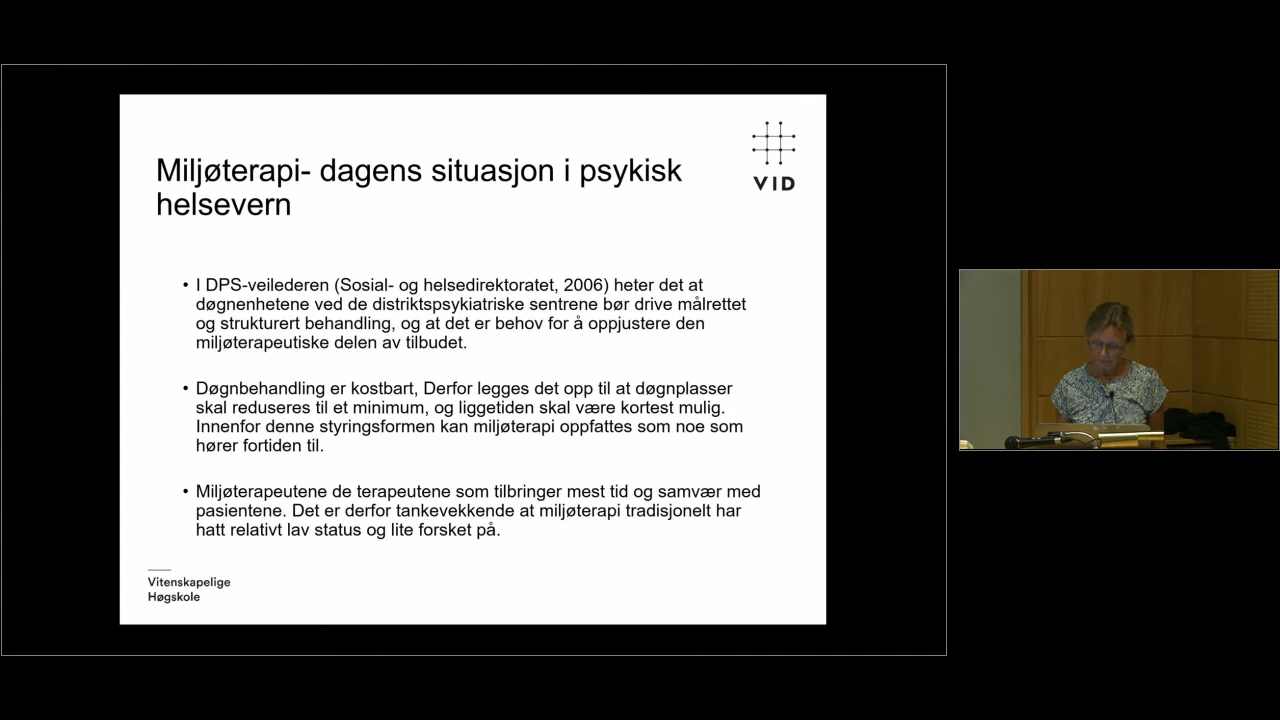 Miljøterapi- dagens situasjon i psykisk
helsevern
VID
• I DPS-veilederen (Sosial- og helsedirektoratet, 2006) heter det at
døgnenhetene ved de distriktspsykiatriske sentrene bør drive målrettet
og strukturert behandling, og at det er behov for å oppjustere den
miljøterapeutiske delen av tilbudet.
• Døgnbehandling er kostbart, Derfor legges det opp til at døgnplasser
skal reduseres til et minimum, og liggetiden skal være kortest mulig.
Innenfor denne styringsformen kan miljøterapi oppfattes som noe som
hører fortiden til.
• Miljøterapeutene de terapeutene som tilbringer mest tid og samvær med
pasientene. Det er derfor tankevekkende at miljøterapi tradisjonelt har
hatt relativt lav status og lite forsket på.
Vitenskapelige
Høgskole